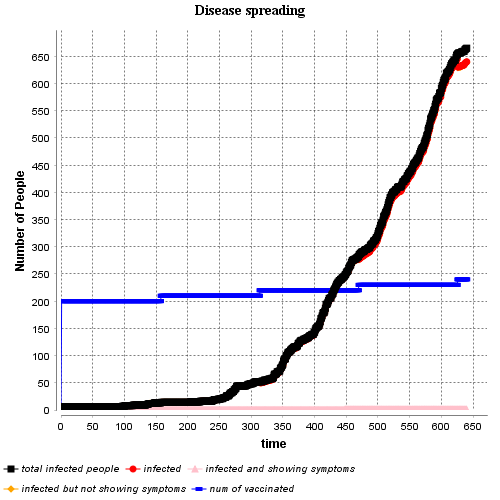 Disease spreading
Number of People
650
600
550
500
450
400
350
300
250
200
150
100
50
0
0 50 100 150 200 250 300 350 400 450 500 550 600 650
time
total infected people infected infected and showing symptoms
infected but not showing symptoms num of vaccinated